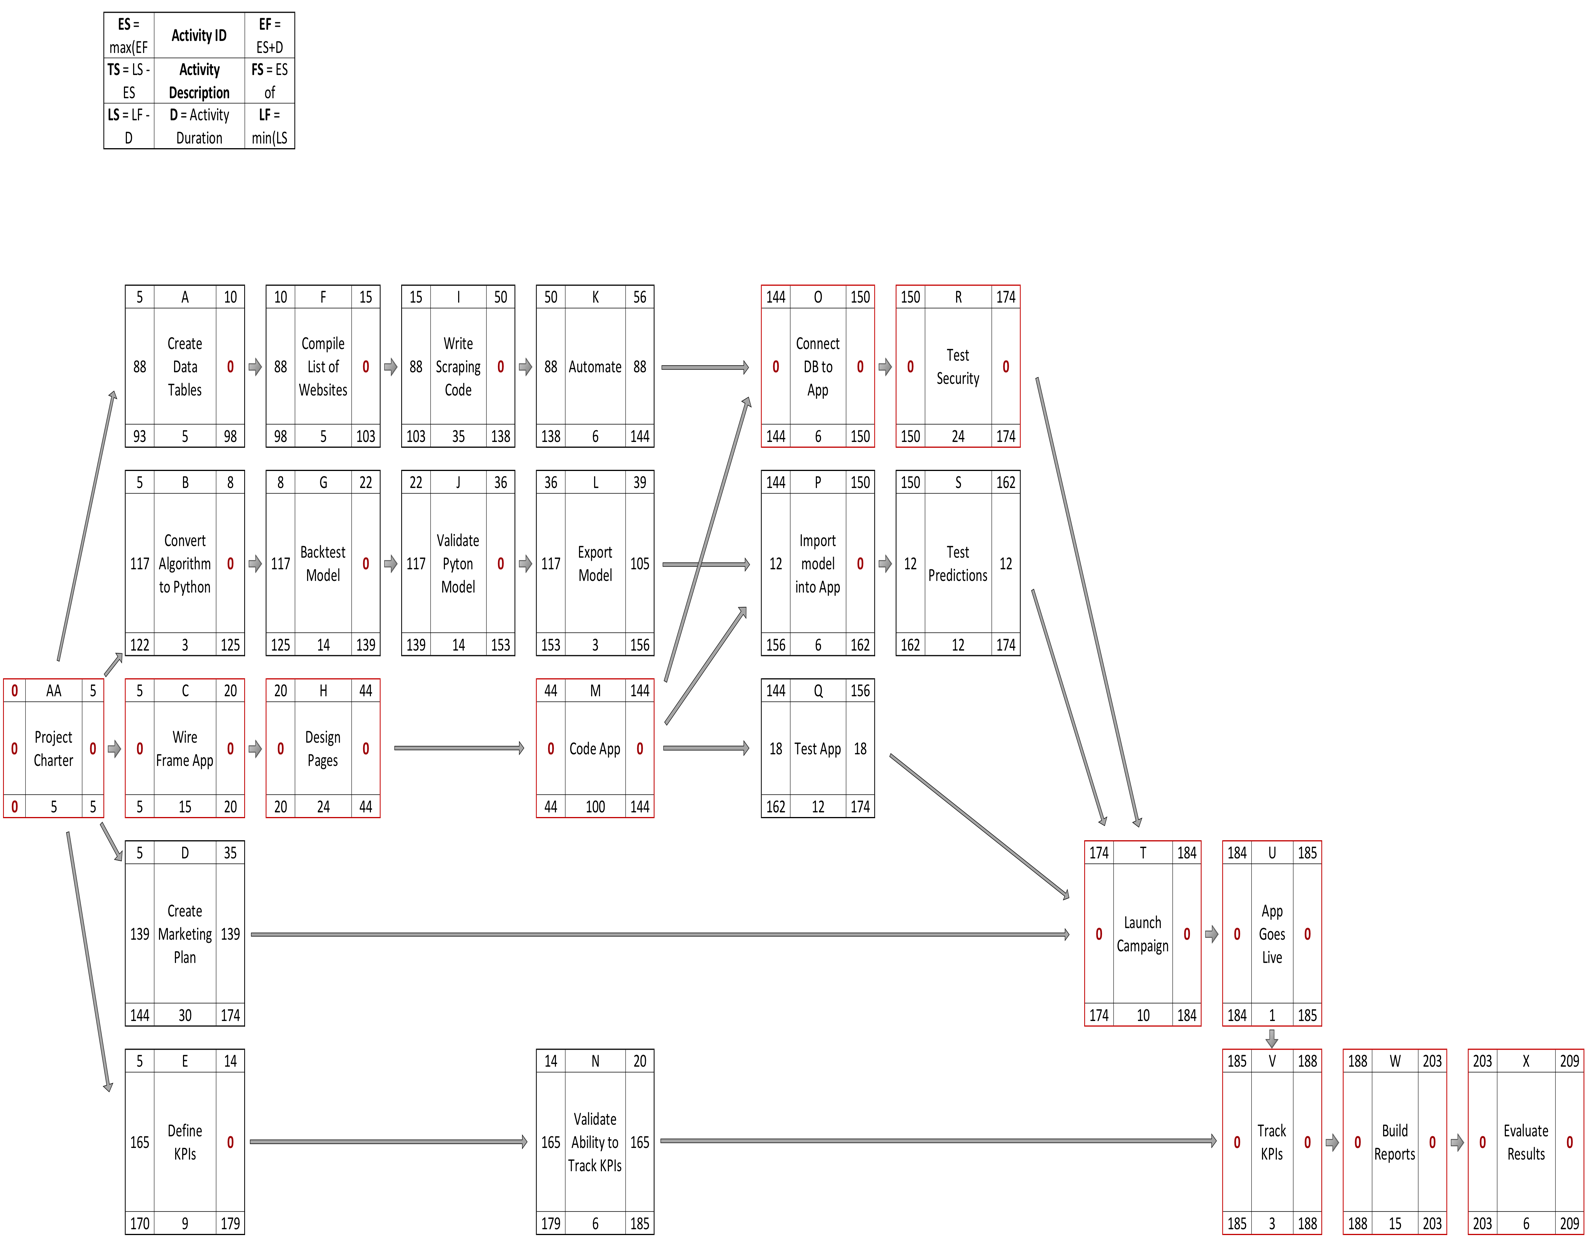 ES = Activity ID EF =
max(EF ES+D
TS = LS - Activity FS = ES
ES Description of
LS = LF - D = Activity LF =
D Duration min(LS
5 A 10
88 Create Data Tables 0
93 5 98
10 F 15
88 Compile List of Websites 0
98 5 103
15 I 50
88 Write Scraping Code 0
103 35 138
50 K 56
88 Automate 88
138 6 144
144 O 150
0 Connect DB to App 0
144 6 150
150 R 174
0 Test Security 0
150 24 174
5 B 8
117 Convert Algorithm to Python 0
122 3 125
8 G 22
117 Backtest Model 0
125 14 139
22 J 36
117 Validate Pyton Model 0
139 14 153
36 L 39
117 Export Model 105
153 3 156
144 P 150
12 Import model into App 0
156 6 162
150 S 162
12 Test Predictions 12
162 12 174
0 AA 5
0 Project Charter 0
0 5 5
5 C 20
0 Wire Frame App 0
5 15 20
20 H 44
0 Design Pages 0
20 24 44
44 M 144
0 Code App 0
44 100 144
144 Q 156
18 Test App 18
162 12 174
5 D 35
139 Create Marketing Plan 139
144 30 174
174 T 184
0 Launch Campaign 0
174 10 184
184 U 185
0 App Goes Live 0
184 1 185
5 E 14
165 Define KPIs 0
170 9 179
14 N 20
165 Validate Ability to Track KPIs 165
179 6 185
185 V 188
0 Track KPIs 0
185 3 188
188 W 203
0 Build Reports 0
188 15 203
203 X 209
0 Evaluate Results 0
203 6 209